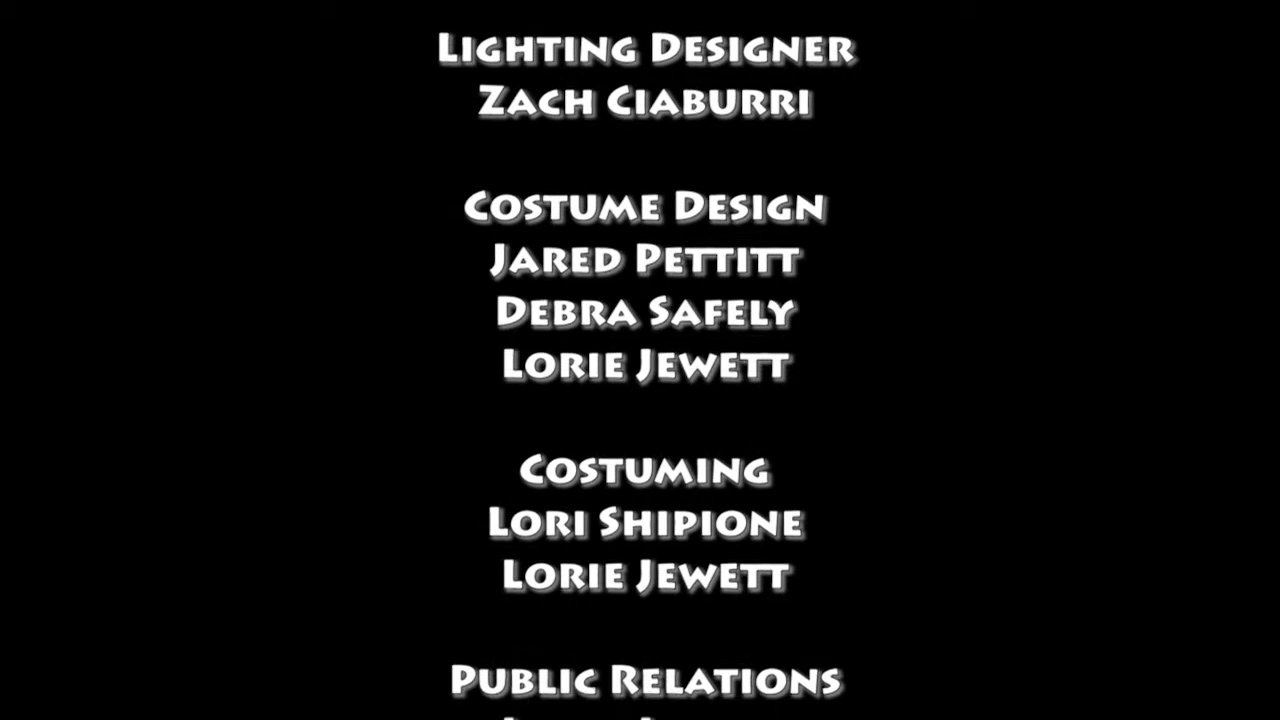 Lighting Designer
Zach Ciaburri
Costume Design
Jared Pettitt
Debra Safely
Lorie Jewett
Costuming
Lori Shipione
Lorie Jewett
Public Relations